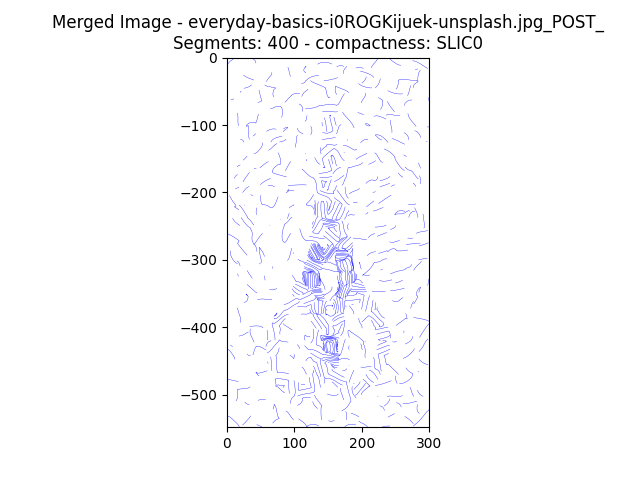 Merged Image - everyday-basics-i0ROGKijuek-unsplash.jpg_POST_
Segments: 400 - compactness: SLIC0
0
−100
−200
−300
−400
−500
0 100 200 300